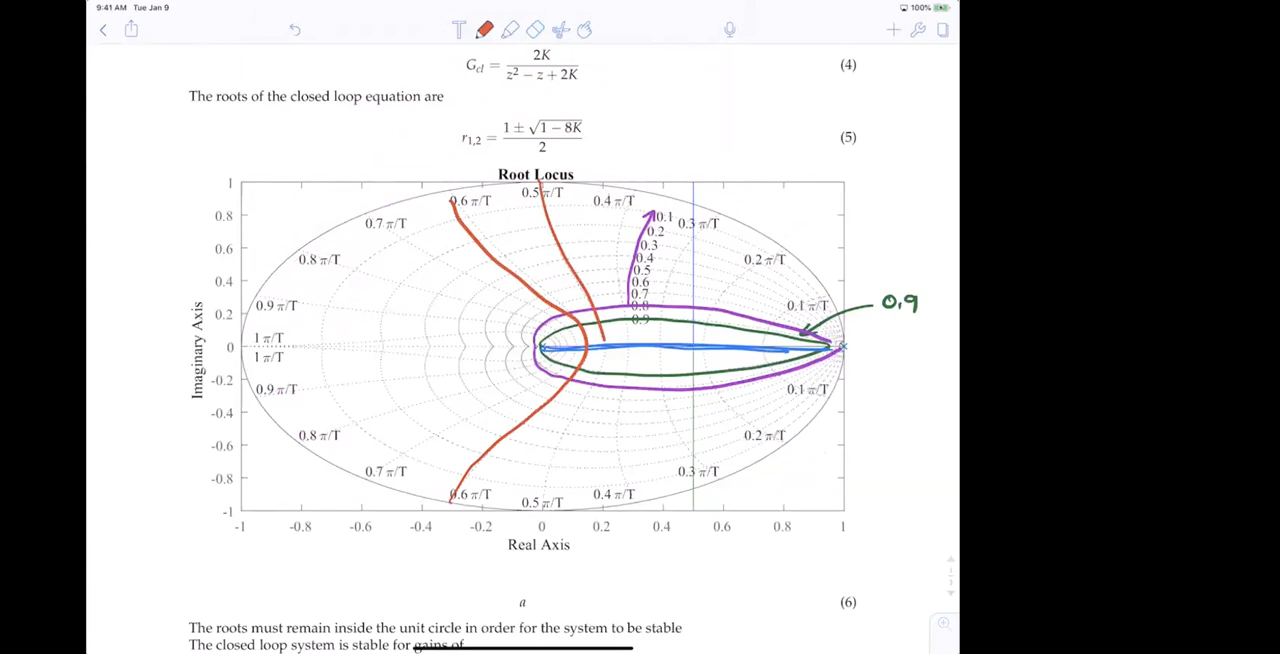 9:41 AM Tue Jan 9
100%
G_cl = 2K / (z² − z + 2K) (4)
The roots of the closed loop equation are
r_1,2 = (1 ± √(1 − 8K)) / 2 (5)
Root Locus
1
0.8
0.6
0.4
0.2
0
-0.2
-0.4
-0.6
-0.8
-1
Imaginary Axis
0.6 π/T
0.5 π/T
0.4 π/T
0.7 π/T
0.3 π/T
0.8 π/T
0.2 π/T
0.9 π/T
0.1 π/T
1 π/T
1 π/T
0.9 π/T
0.1 π/T
0.8 π/T
0.2 π/T
0.7 π/T
0.3 π/T
0.6 π/T
0.5 π/T
0.4 π/T
0.1
0.2
0.3
0.4
0.5
0.6
0.7
0.8
0.9
0.9
-1 -0.8 -0.6 -0.4 -0.2 0 0.2 0.4 0.6 0.8 1
Real Axis
a (6)
The roots must remain inside the unit circle in order for the system to be stable
The closed loop system is stable for gains of